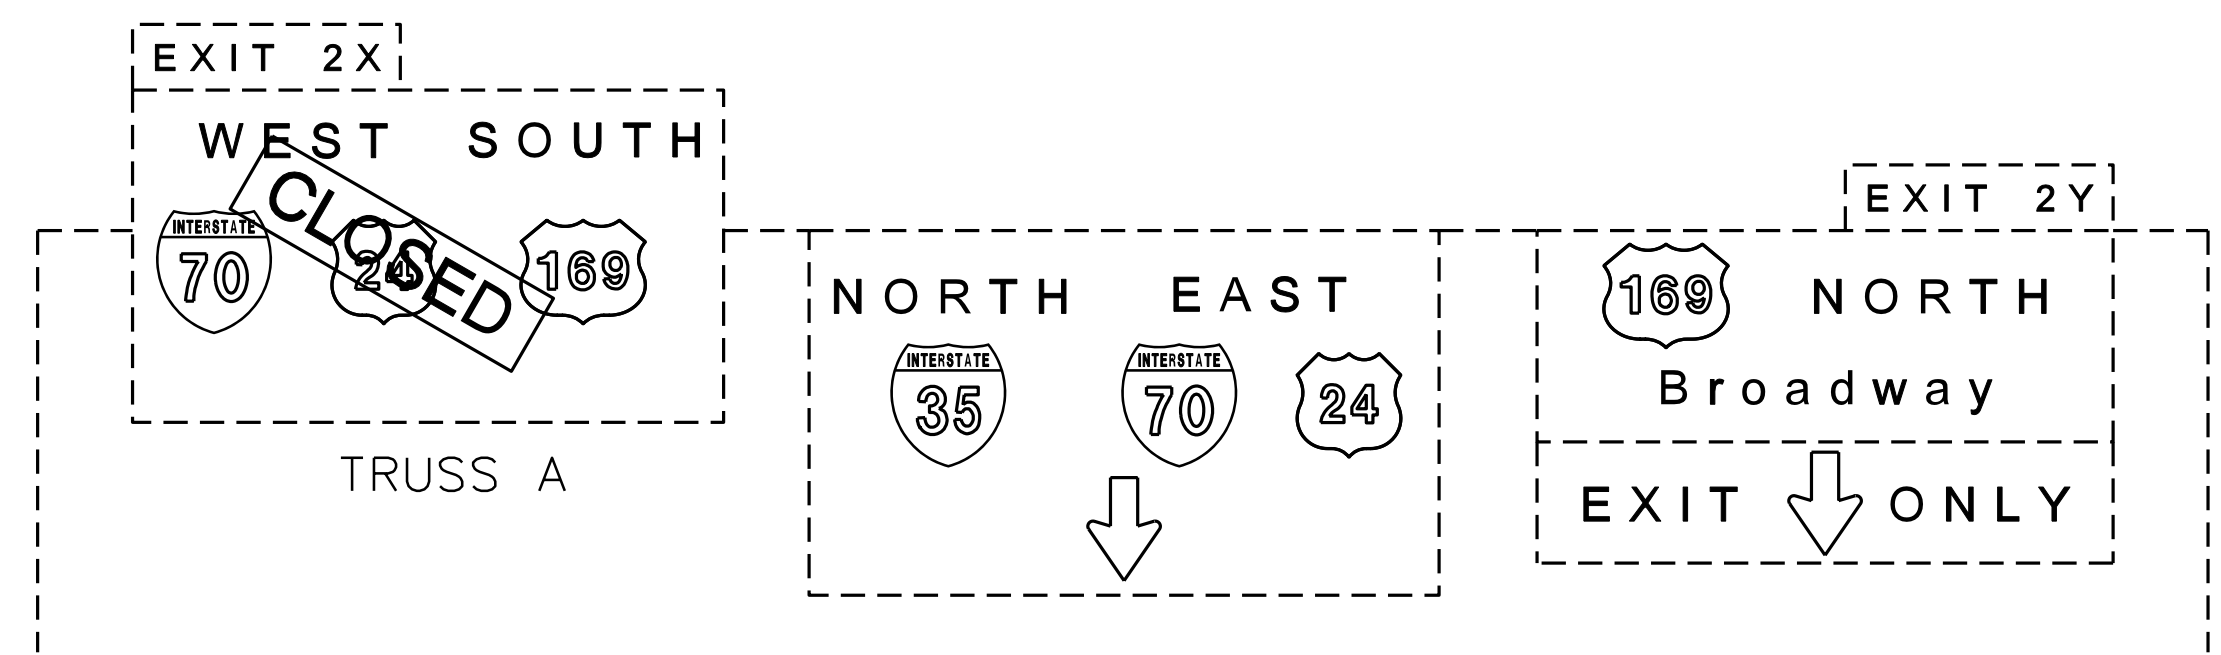 EXIT 2X
WEST SOUTH
CLOSED
INTERSTATE 70 24 169
TRUSS A
NORTH EAST
INTERSTATE 35 INTERSTATE 70 24
EXIT 2Y
169 NORTH
Broadway
EXIT ONLY